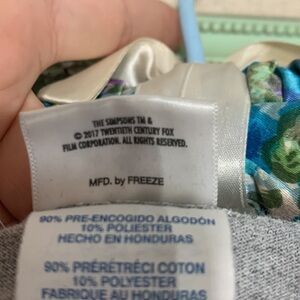 THE SIMPSONS TM &
© 2017 TWENTIETH CENTURY FOX
FILM CORPORATION. ALL RIGHTS RESERVED.
MFD. by FREEZE
90% PRE-ENCOGIDO ALGODÓN
10% POLIESTER
HECHO EN HONDURAS
90% PRÉRÉTRÉCI COTON
10% POLYESTER
FABRIQUÉ AU HONDURAS